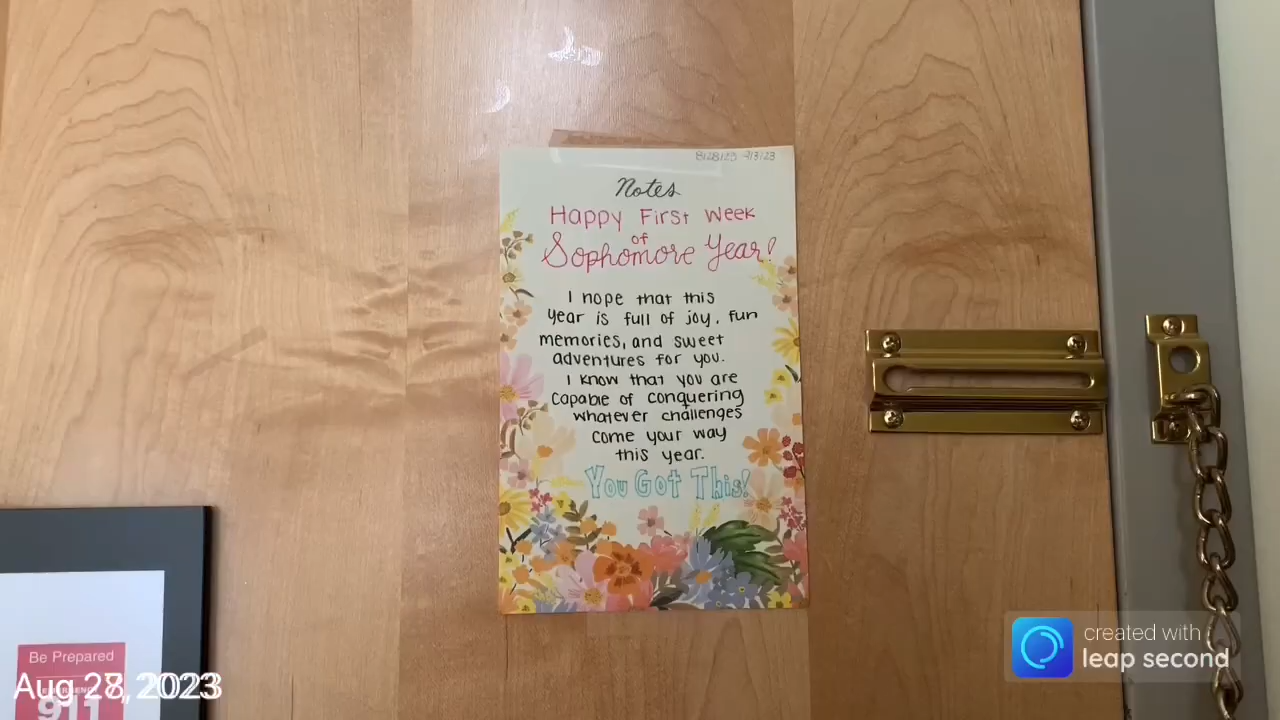 8/28/23 - 9/3/23
Notes
Happy First Week
of
Sophomore Year!
I hope that this
year is full of joy, fun
memories, and sweet
adventures for you.
I know that you are
capable of conquering
whatever challenges
come your way
this year.
You Got This!
Be Prepared
EMERGENCY
911
Aug 28, 2023
created with
leap second